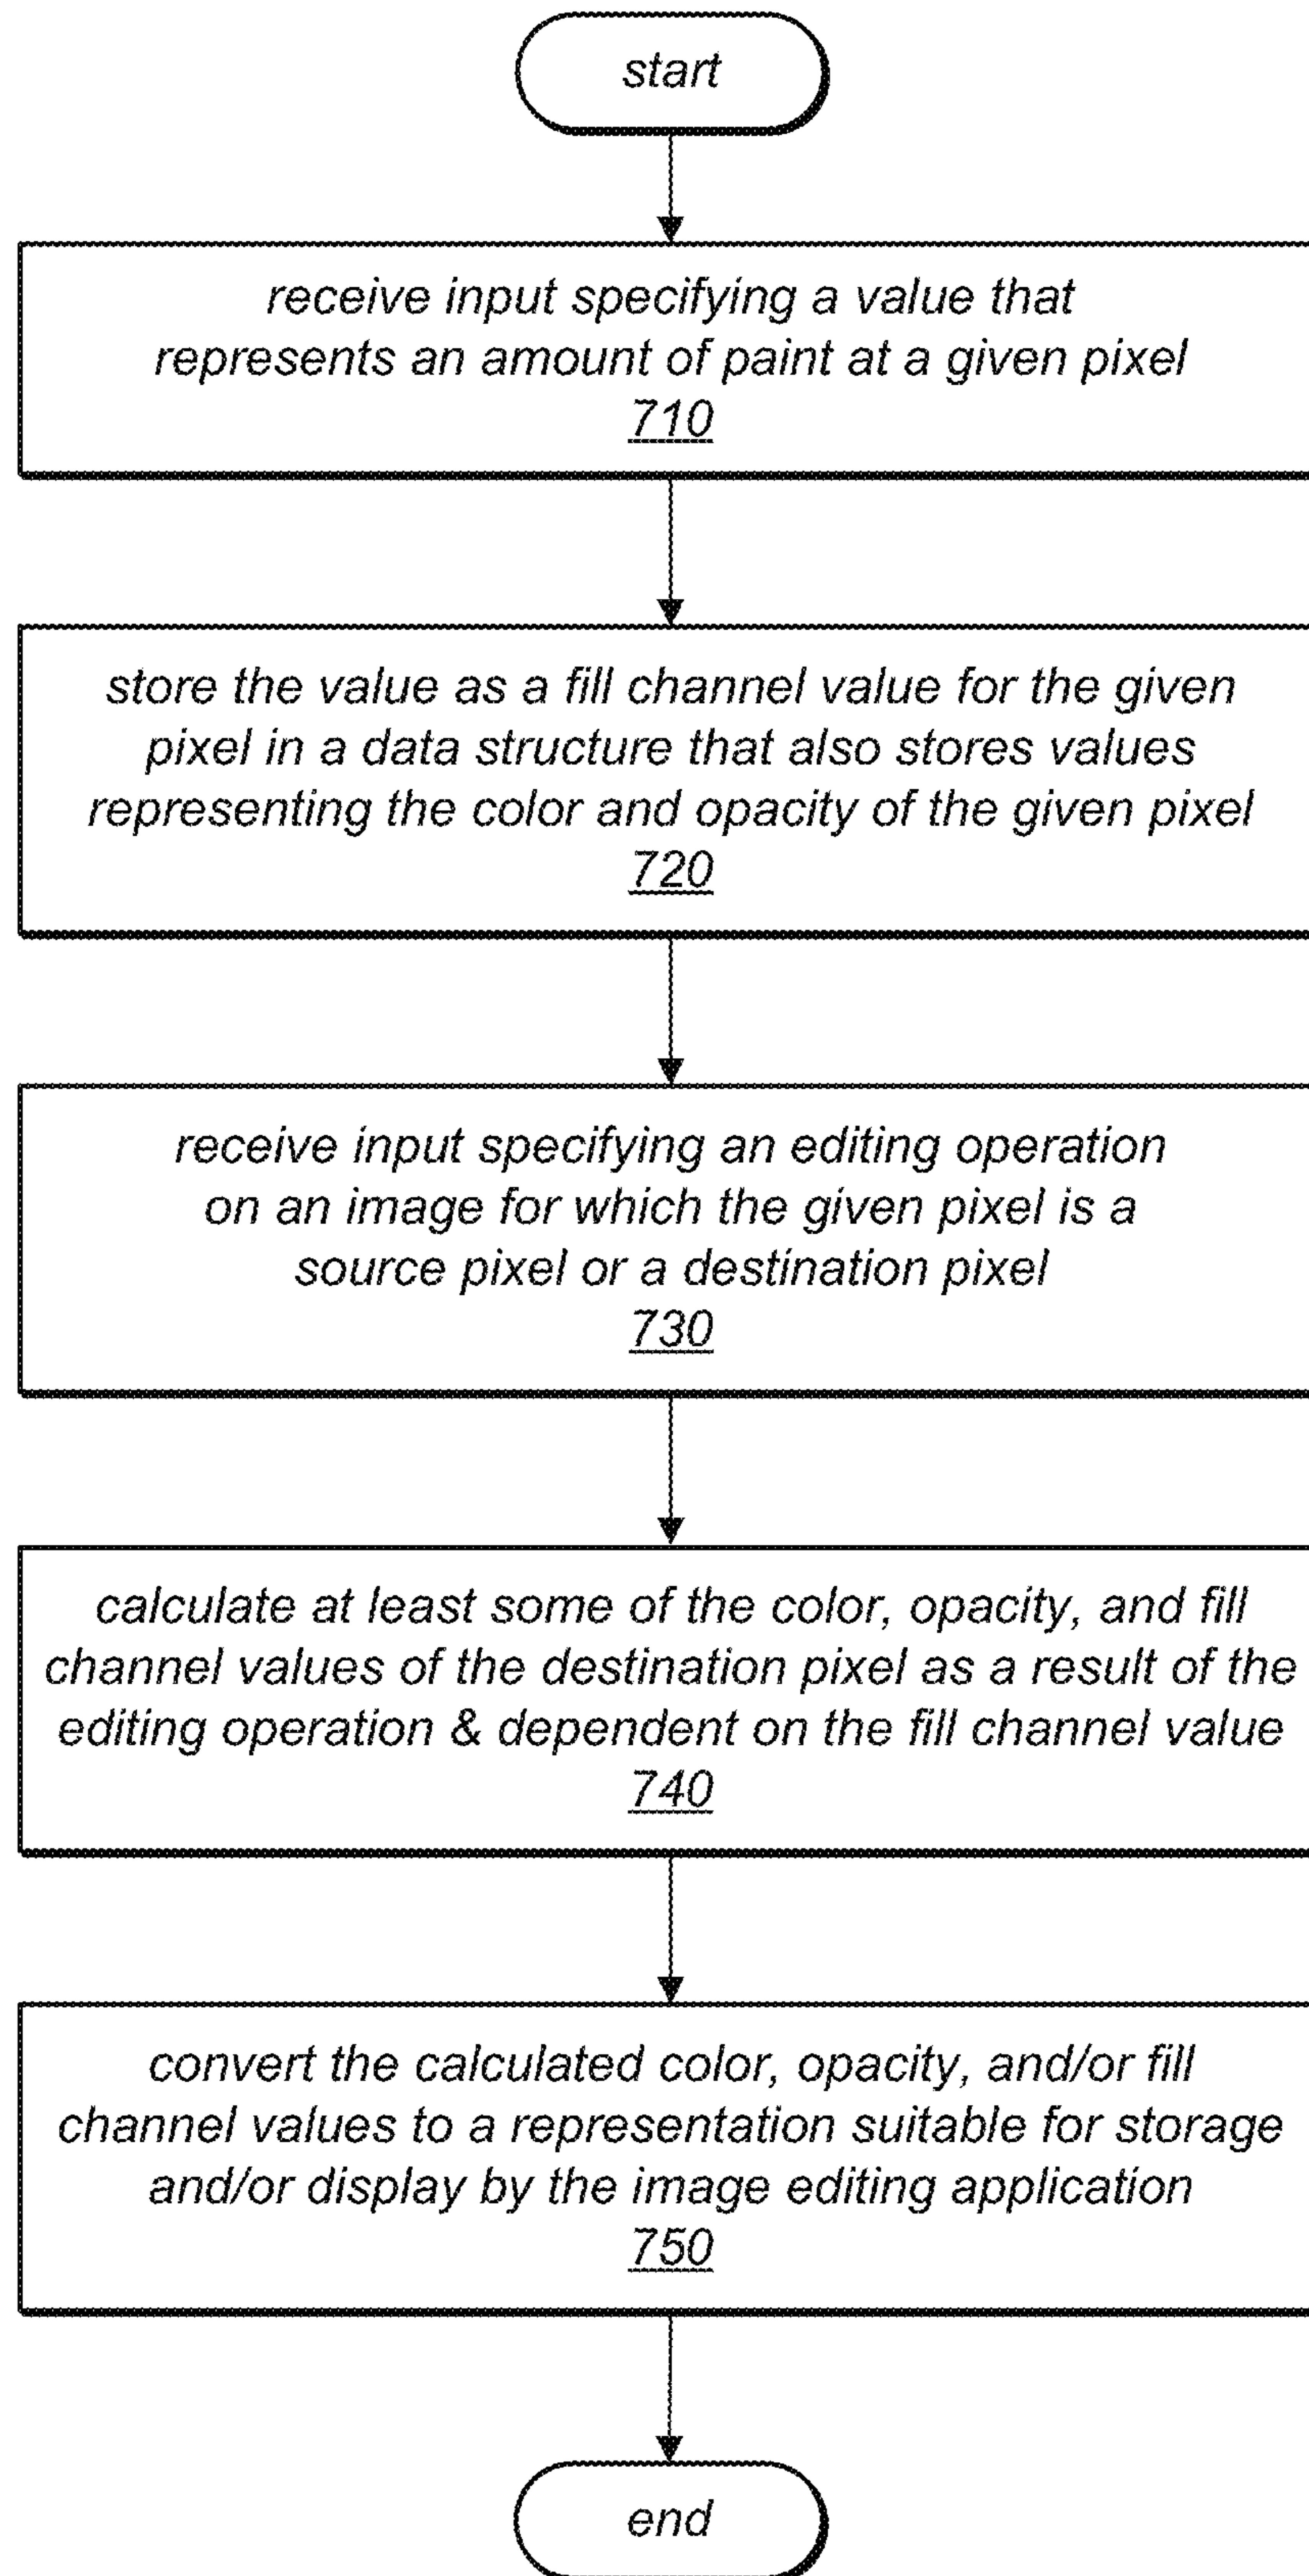 start
receive input specifying a value that
represents an amount of paint at a given pixel
710
store the value as a fill channel value for the given
pixel in a data structure that also stores values
representing the color and opacity of the given pixel
720
receive input specifying an editing operation
on an image for which the given pixel is a
source pixel or a destination pixel
730
calculate at least some of the color, opacity, and fill
channel values of the destination pixel as a result of the
editing operation & dependent on the fill channel value
740
convert the calculated color, opacity, and/or fill
channel values to a representation suitable for storage
and/or display by the image editing application
750
end